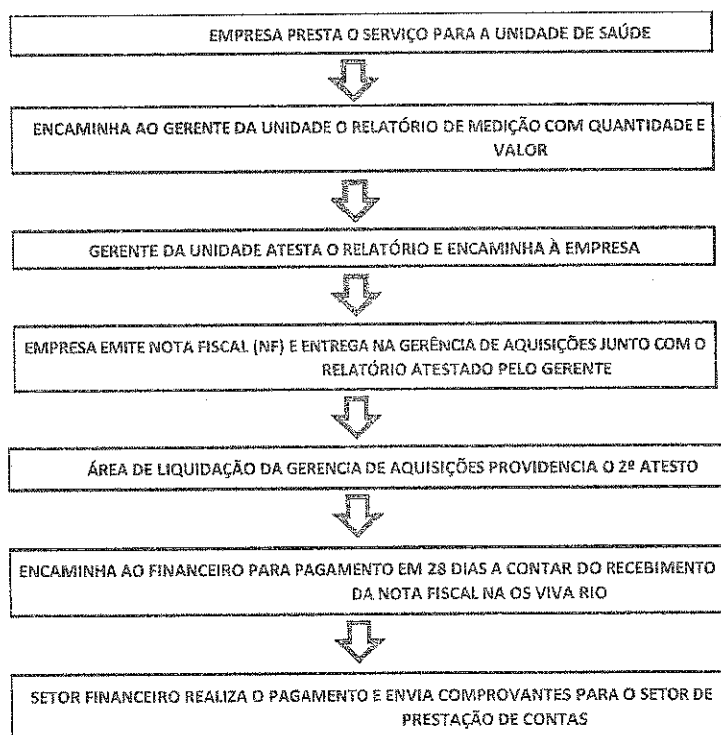 EMPRESA PRESTA O SERVIÇO PARA A UNIDADE DE SAÚDE
ENCAMINHA AO GERENTE DA UNIDADE O RELATÓRIO DE MEDIÇÃO COM QUANTIDADE E
VALOR
GERENTE DA UNIDADE ATESTA O RELATÓRIO E ENCAMINHA À EMPRESA
EMPRESA EMITE NOTA FISCAL (NF) E ENTREGA NA GERÊNCIA DE AQUISIÇÕES JUNTO COM O
RELATÓRIO ATESTADO PELO GERENTE
ÁREA DE LIQUIDAÇÃO DA GERENCIA DE AQUISIÇÕES PROVIDENCIA O 2º ATESTO
ENCAMINHA AO FINANCEIRO PARA PAGAMENTO EM 28 DIAS A CONTAR DO RECEBIMENTO
DA NOTA FISCAL NA OS VIVA RIO
SETOR FINANCEIRO REALIZA O PAGAMENTO E ENVIA COMPROVANTES PARA O SETOR DE
PRESTAÇÃO DE CONTAS